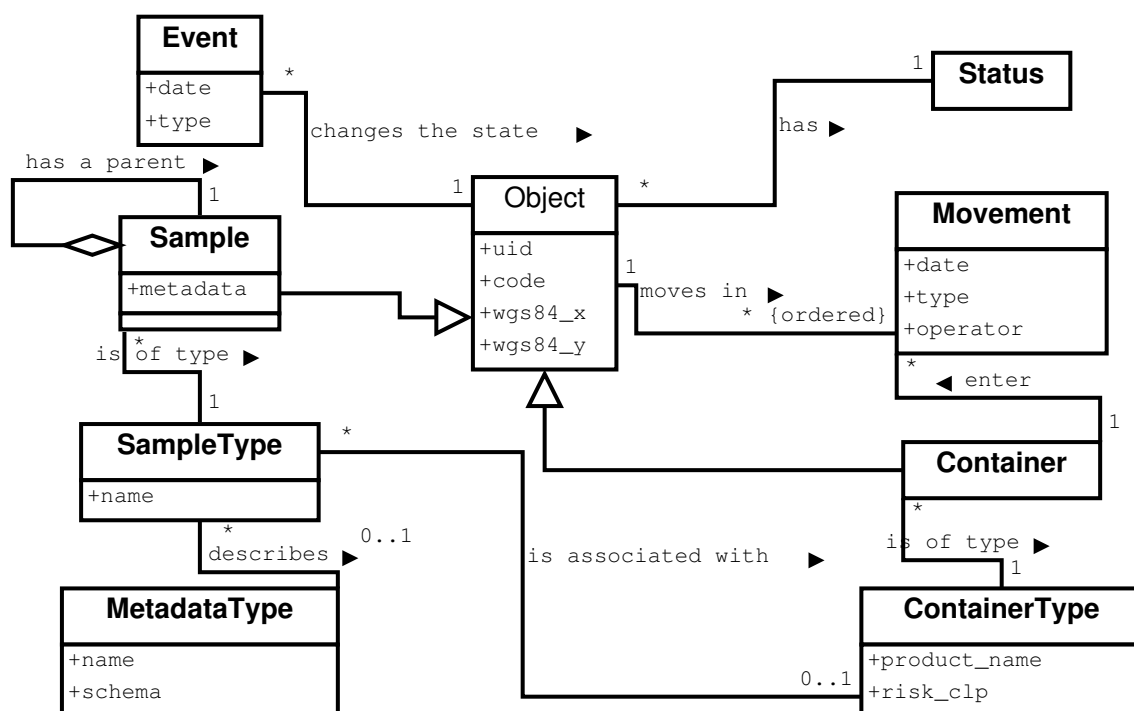 Event
+date
+type
*
changes the state ▶
1
Status
1
has ▶
*
has a parent ▶
1
Sample
+metadata
Object
+uid
+code
+wgs84_x
+wgs84_y
1
moves in ▶
* {ordered}
Movement
+date
+type
+operator
*
◀ enter
1
*
is of type ▶
1
SampleType
+name
*
Container
*
is of type ▶
1
*
describes ▶
0..1
is associated with ▶
MetadataType
+name
+schema
ContainerType
+product_name
+risk_clp
0..1